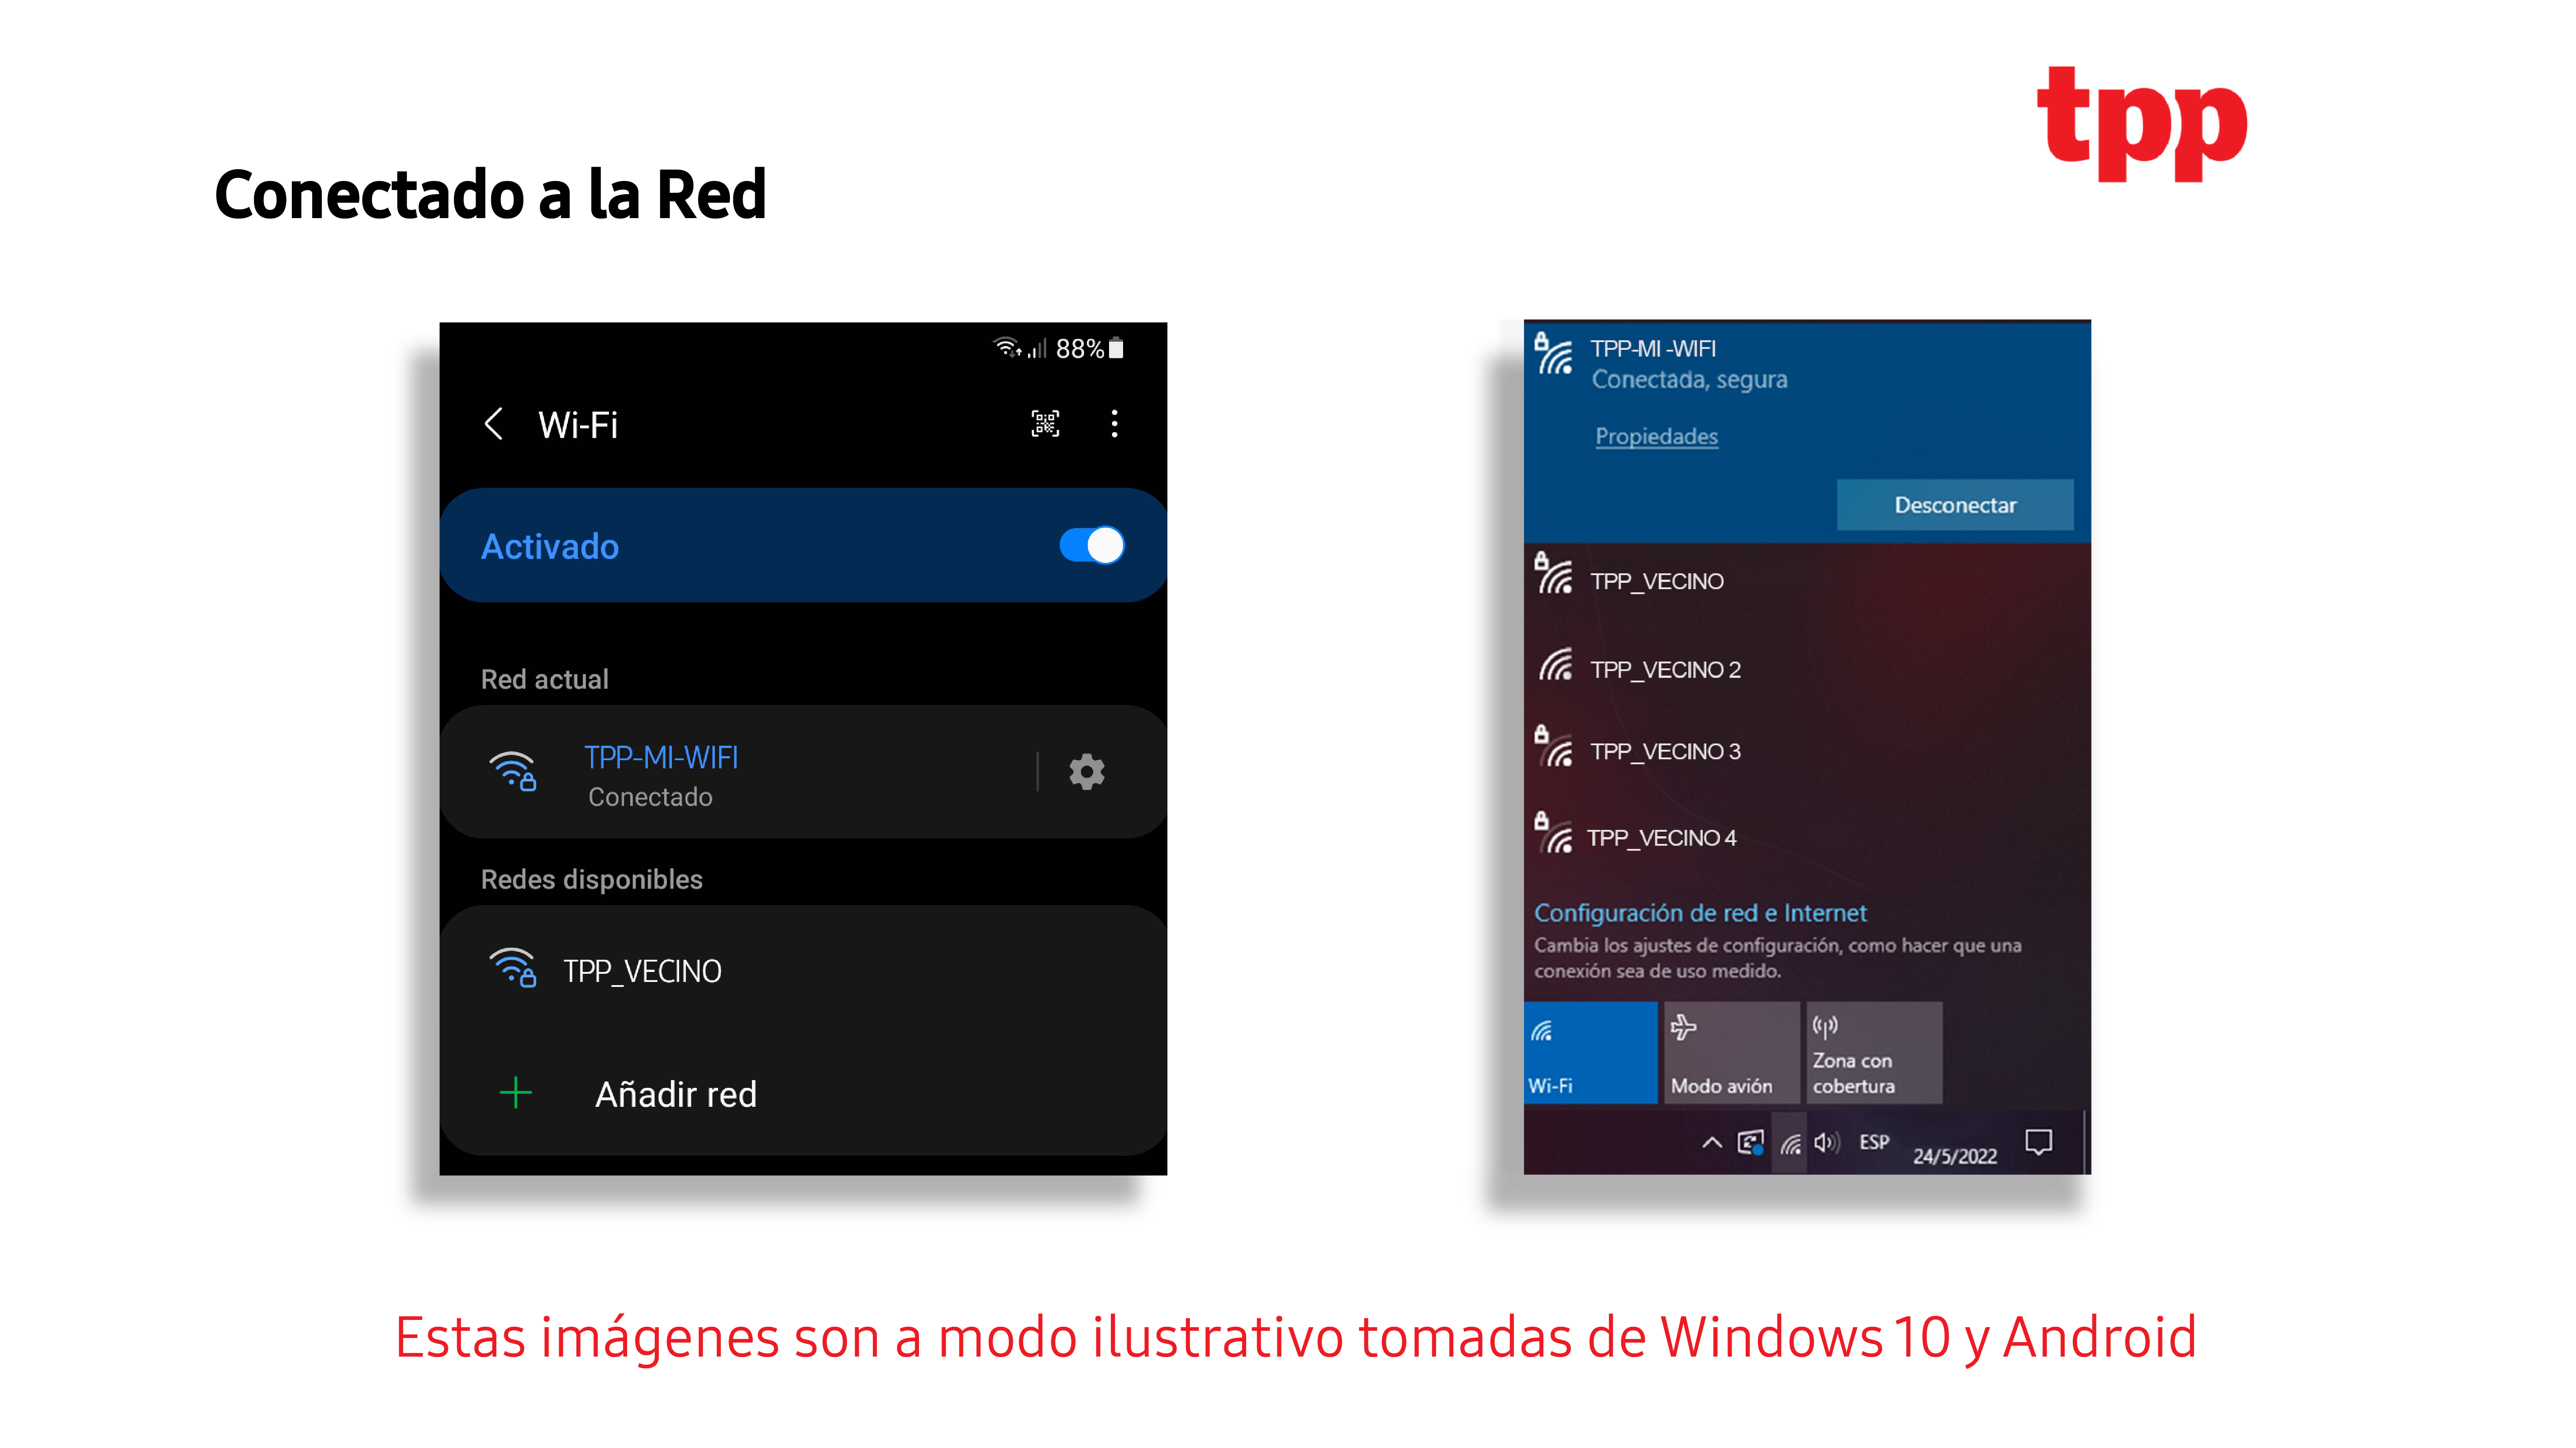 tpp
Conectado a la Red
88%
Wi-Fi
Activado
Red actual
TPP-MI-WIFI
Conectado
Redes disponibles
TPP_VECINO
Añadir red
TPP-MI -WIFI
Conectada, segura
Propiedades
Desconectar
TPP_VECINO
TPP_VECINO 2
TPP_VECINO 3
TPP_VECINO 4
Configuración de red e Internet
Cambia los ajustes de configuración, como hacer que una
conexión sea de uso medido.
Wi-Fi
Modo avión
Zona con
cobertura
ESP
24/5/2022
Estas imágenes son a modo ilustrativo tomadas de Windows 10 y Android